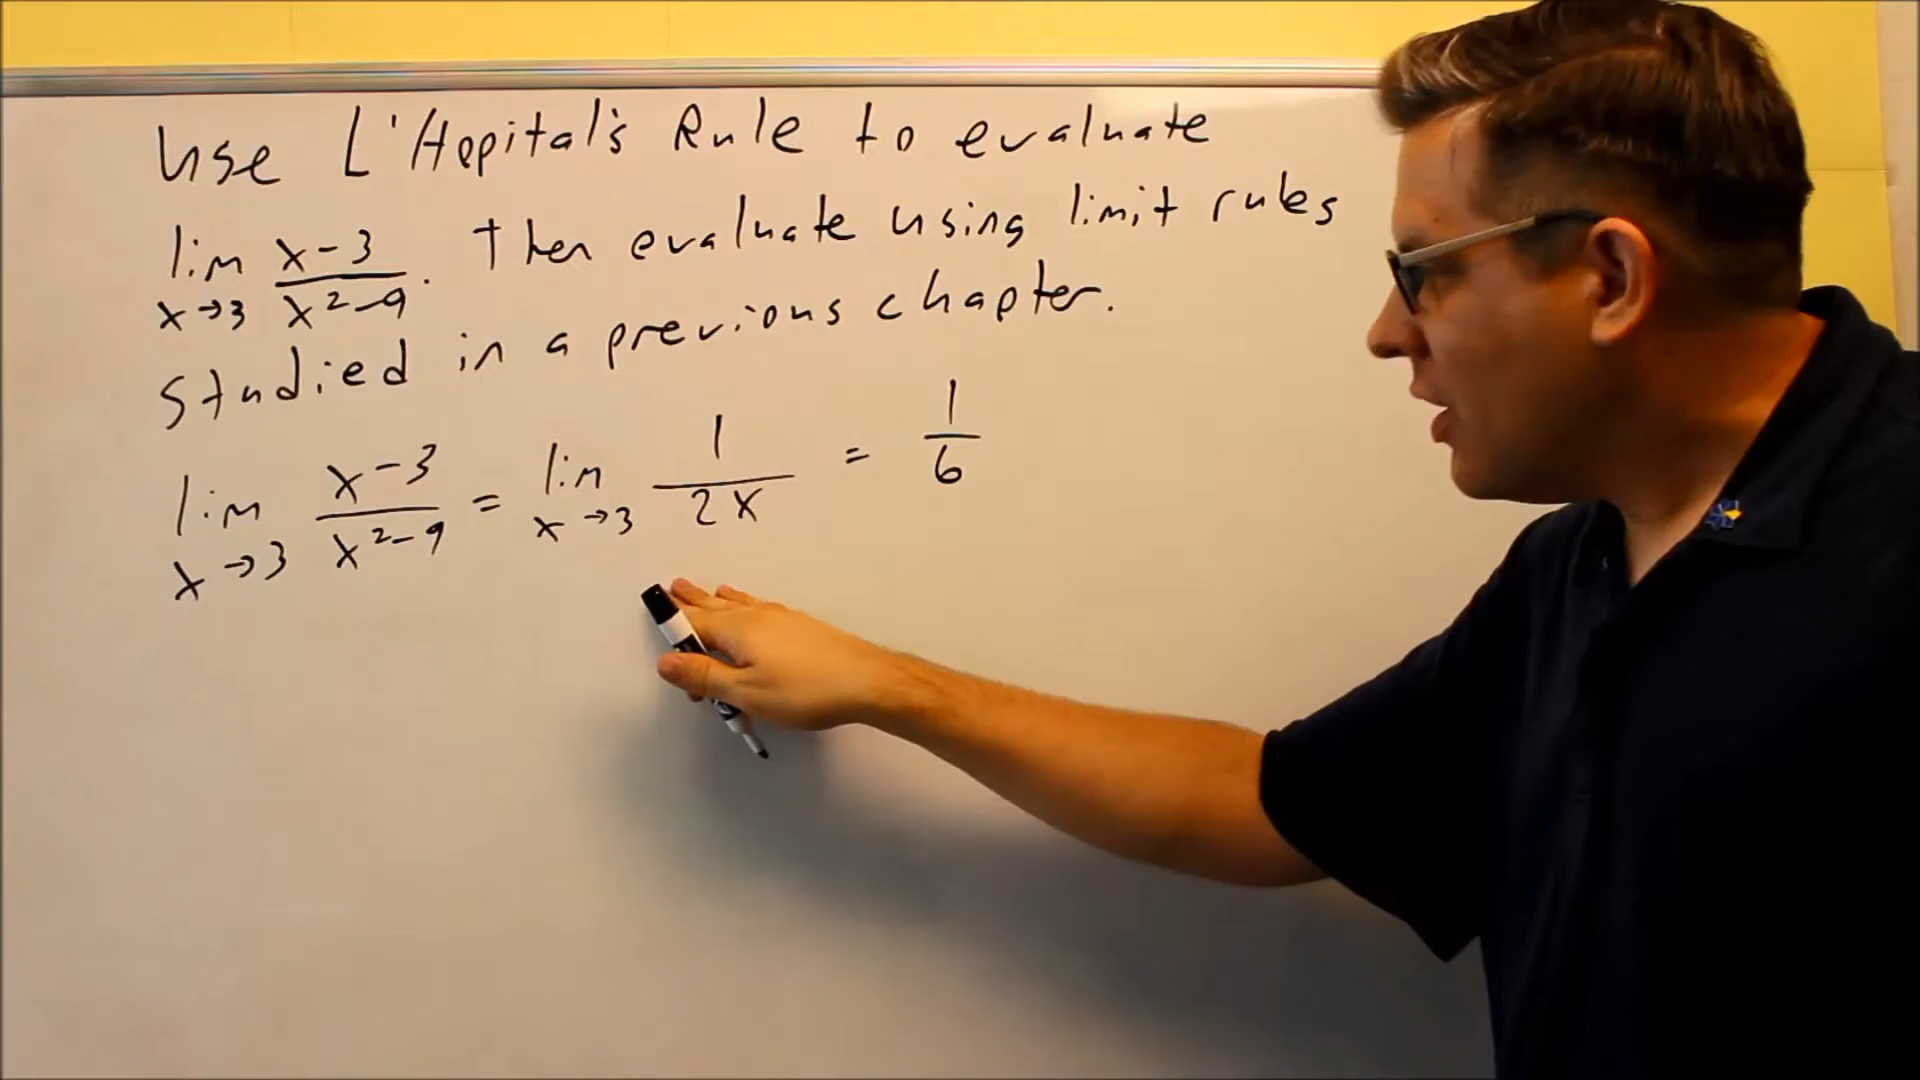 Use L'Hopital's Rule to evaluate
lim x→3 x-3 / x²-9 . Then evaluate using limit rules
studied in a previous chapter.
lim x→3 x-3 / x²-9 = lim x→3 1 / 2x = 1 / 6